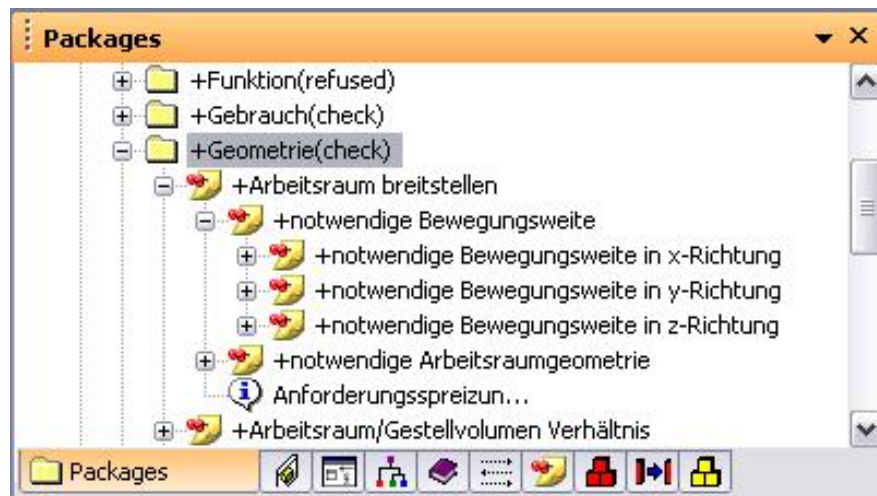 Packages
+Funktion(refused)
+Gebrauch(check)
+Geometrie(check)
+Arbeitsraum breitstellen
+notwendige Bewegungsweite
+notwendige Bewegungsweite in x-Richtung
+notwendige Bewegungsweite in y-Richtung
+notwendige Bewegungsweite in z-Richtung
+notwendige Arbeitsraumgeometrie
Anforderungsspreizun...
+Arbeitsraum/Gestellvolumen Verhältnis
Packages